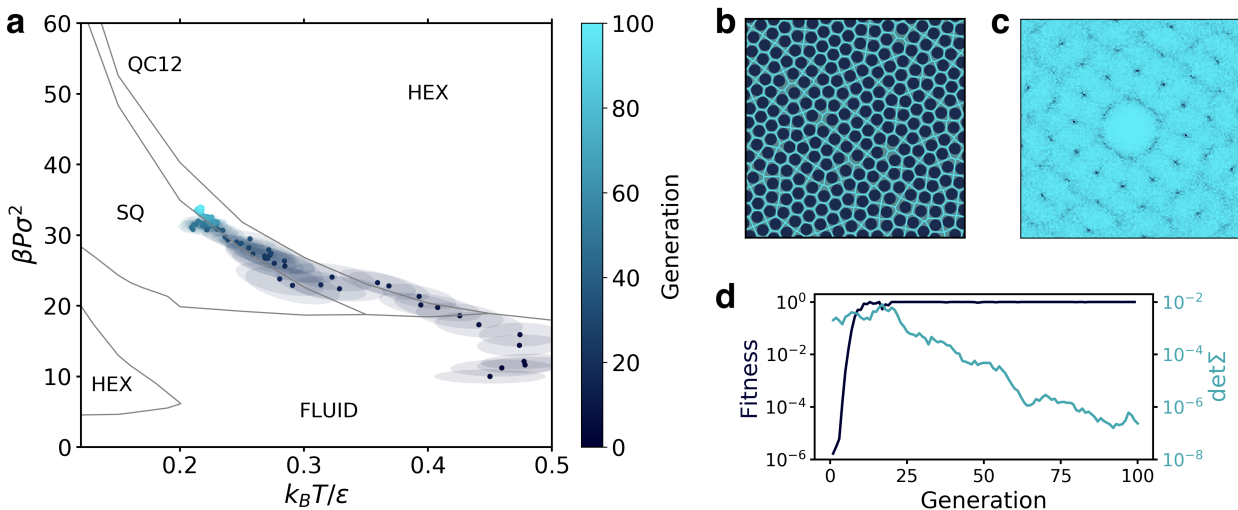 a
60
50
40
30
20
10
0
βPσ²
QC12
HEX
SQ
HEX
FLUID
0.2
0.3
0.4
0.5
k_BT/ε
100
80
60
40
20
0
Generation
b
c
d
10⁰
10⁻²
10⁻⁴
10⁻⁶
Fitness
10⁻²
10⁻⁴
10⁻⁶
10⁻⁸
detΣ
0
25
50
75
100
Generation